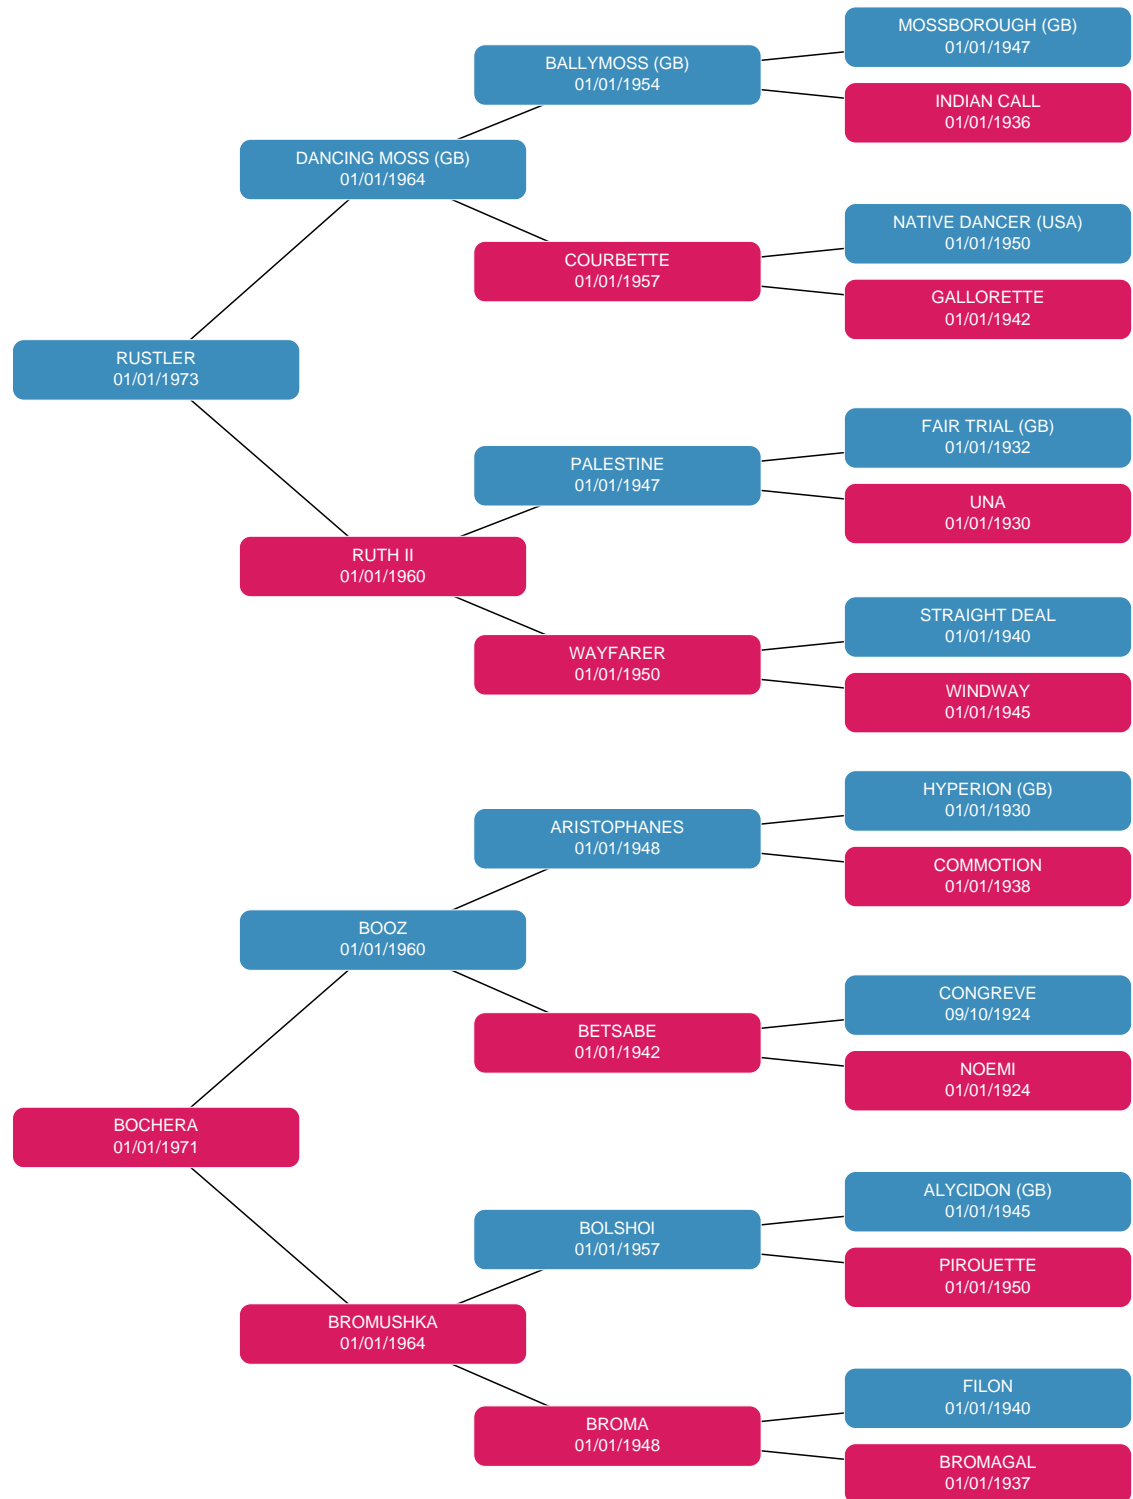 MOSSBOROUGH (GB)
01/01/1947
BALLYMOSS (GB)
01/01/1954
INDIAN CALL
01/01/1936
DANCING MOSS (GB)
01/01/1964
NATIVE DANCER (USA)
01/01/1950
COURBETTE
01/01/1957
GALLORETTE
01/01/1942
RUSTLER
01/01/1973
FAIR TRIAL (GB)
01/01/1932
PALESTINE
01/01/1947
UNA
01/01/1930
RUTH II
01/01/1960
STRAIGHT DEAL
01/01/1940
WAYFARER
01/01/1950
WINDWAY
01/01/1945
HYPERION (GB)
01/01/1930
ARISTOPHANES
01/01/1948
COMMOTION
01/01/1938
BOOZ
01/01/1960
CONGREVE
09/10/1924
BETSABE
01/01/1942
NOEMI
01/01/1924
BOCHERA
01/01/1971
ALYCIDON (GB)
01/01/1945
BOLSHOI
01/01/1957
PIROUETTE
01/01/1950
BROMUSHKA
01/01/1964
FILON
01/01/1940
BROMA
01/01/1948
BROMAGAL
01/01/1937